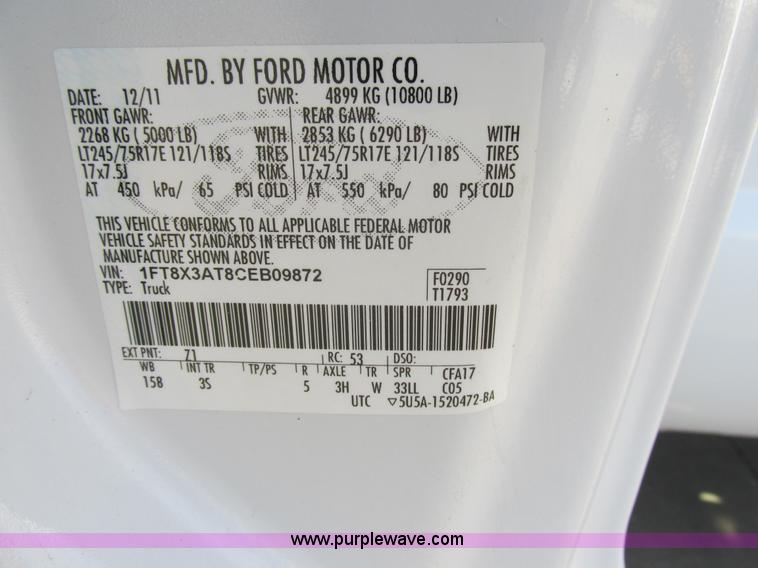 MFD. BY FORD MOTOR CO.
DATE: 12/11 GVWR: 4899 KG (10800 LB)
FRONT GAWR: REAR GAWR:
2268 KG ( 5000 LB) WITH 2853 KG ( 6290 LB) WITH
LT245/75R17E 121/118S TIRES LT245/75R17E 121/118S TIRES
17x7.5J RIMS 17x7.5J RIMS
AT 450 kPa/ 65 PSI COLD AT 550 kPa/ 80 PSI COLD
THIS VEHICLE CONFORMS TO ALL APPLICABLE FEDERAL MOTOR
VEHICLE SAFETY STANDARDS IN EFFECT ON THE DATE OF
MANUFACTURE SHOWN ABOVE.
VIN: 1FT8X3AT8CEB09872 F0290
TYPE: Truck T1793
EXT PNT: Z1 RC: 53 DSO:
WB INT TR TP/PS R AXLE TR SPR CFA17
158 3S 5 3H W 33LL C05
UTC ▽5U5A-1520472-BA
www.purplewave.com